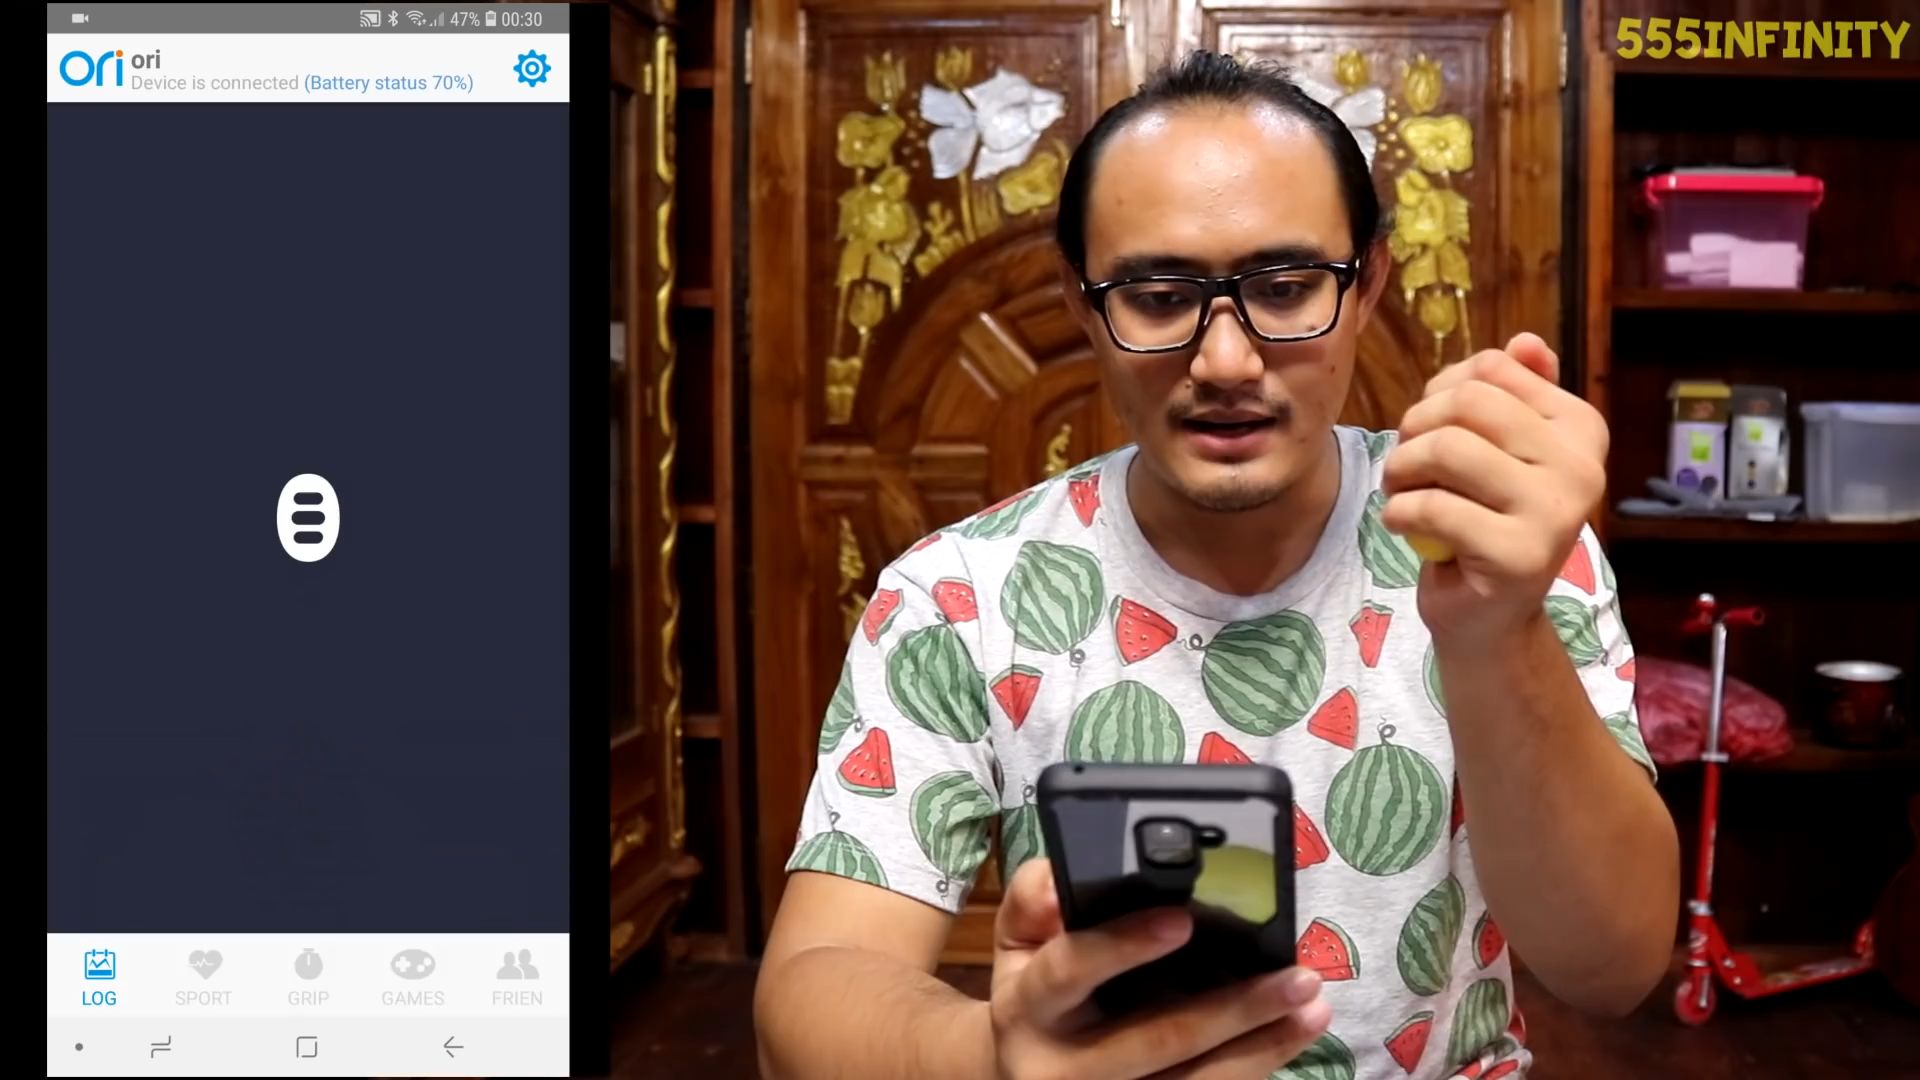 47% 00:30
ori ori
Device is connected (Battery status 70%)
LOG SPORT GRIP GAMES FRIEN
555INFINITY